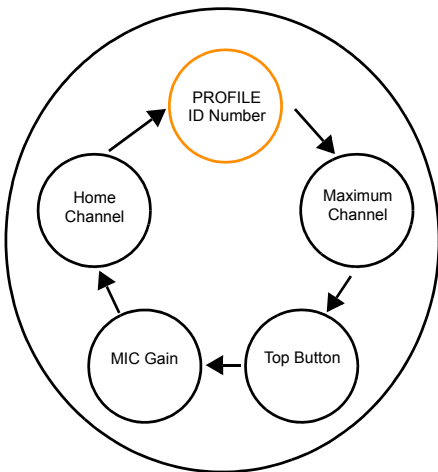 PROFILE
ID Number
Maximum
Channel
Top Button
MIC Gain
Home
Channel